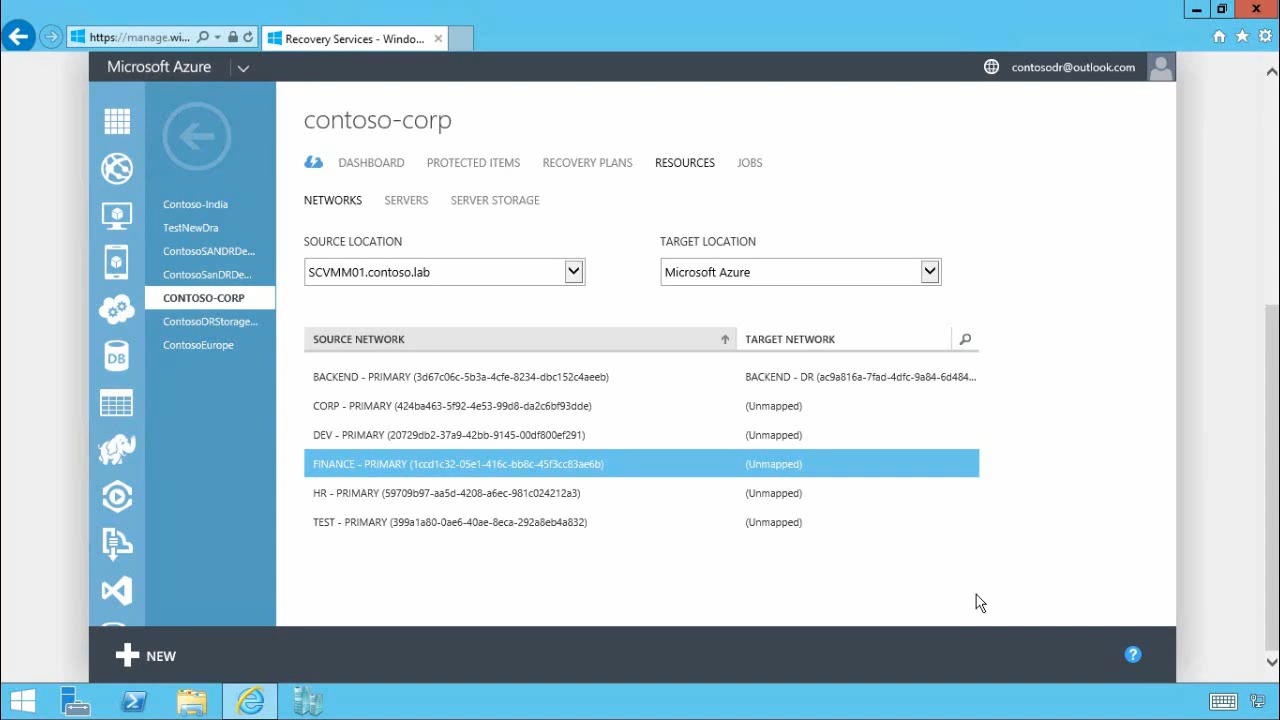 https://manage.wi...
Recovery Services - Windo...
Microsoft Azure
contosodr@outlook.com
contoso-corp
DASHBOARD PROTECTED ITEMS RECOVERY PLANS RESOURCES JOBS
NETWORKS SERVERS SERVER STORAGE
Contoso-India
TestNewDra
ContosoSANDRDe...
ContosoSanDRDe...
CONTOSO-CORP
ContosoDRStorage...
ContosoEurope
SOURCE LOCATION TARGET LOCATION
SCVMM01.contoso.lab Microsoft Azure
SOURCE NETWORK TARGET NETWORK
BACKEND - PRIMARY (3d67c06c-5b3a-4cfe-8234-dbc152c4aeeb) BACKEND - DR (ac9a816a-7fad-4dfc-9a84-6d484...
CORP - PRIMARY (424ba463-5f92-4e53-99d8-da2c6bf93dde) (Unmapped)
DEV - PRIMARY (20729db2-37a9-42bb-9145-00df800ef291) (Unmapped)
FINANCE - PRIMARY (1ccd1c32-05e1-416c-bb8c-45f3cc83ae6b) (Unmapped)
HR - PRIMARY (59709b97-aa5d-4208-a6ec-981c024212a3) (Unmapped)
TEST - PRIMARY (399a1a80-0ae6-40ae-8eca-292a8eb4a832) (Unmapped)
DB
NEW
?